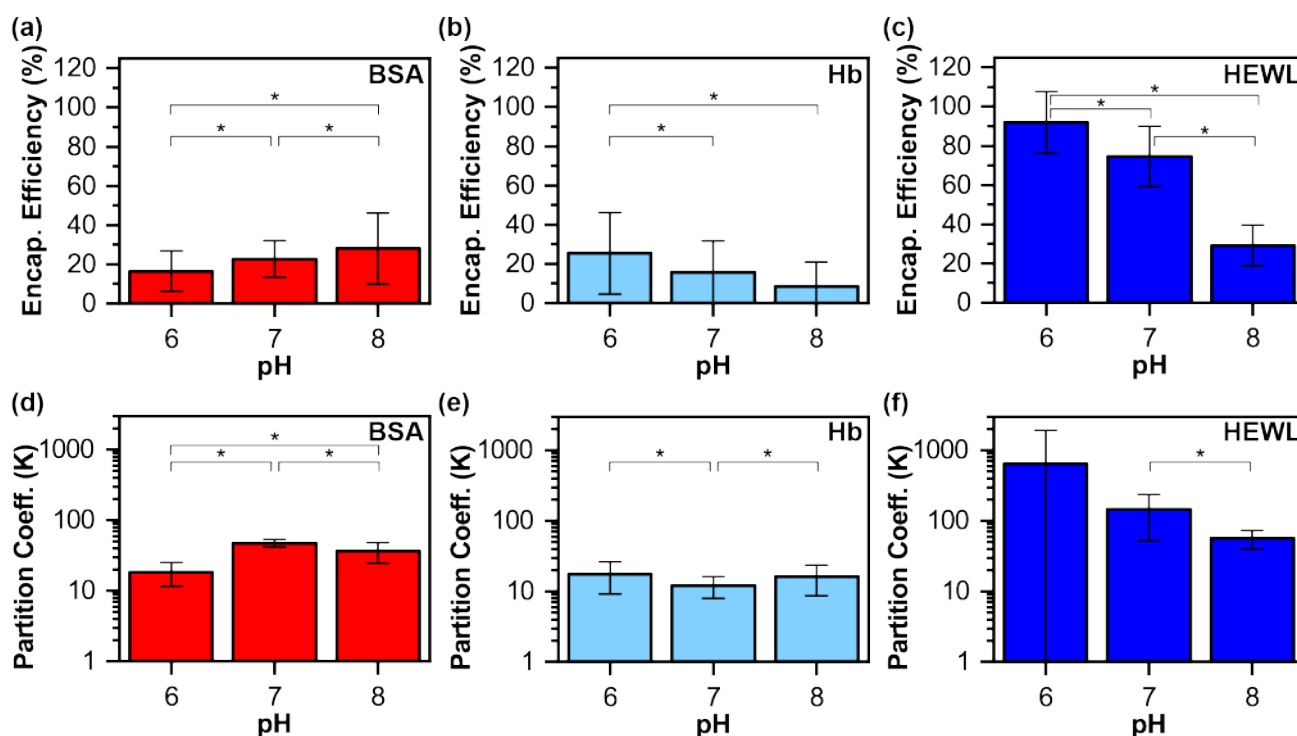 (a)
Encap. Efficiency (%)
120
100
80
60
40
20
0
BSA
*
*
*
6 7 8
pH
(b)
Encap. Efficiency (%)
120
100
80
60
40
20
0
Hb
*
*
6 7 8
pH
(c)
Encap. Efficiency (%)
120
100
80
60
40
20
0
HEWL
*
*
*
6 7 8
pH
(d)
Partition Coeff. (K)
1000
100
10
1
BSA
*
*
*
6 7 8
pH
(e)
Partition Coeff. (K)
1000
100
10
1
Hb
*
*
6 7 8
pH
(f)
Partition Coeff. (K)
1000
100
10
1
HEWL
*
6 7 8
pH